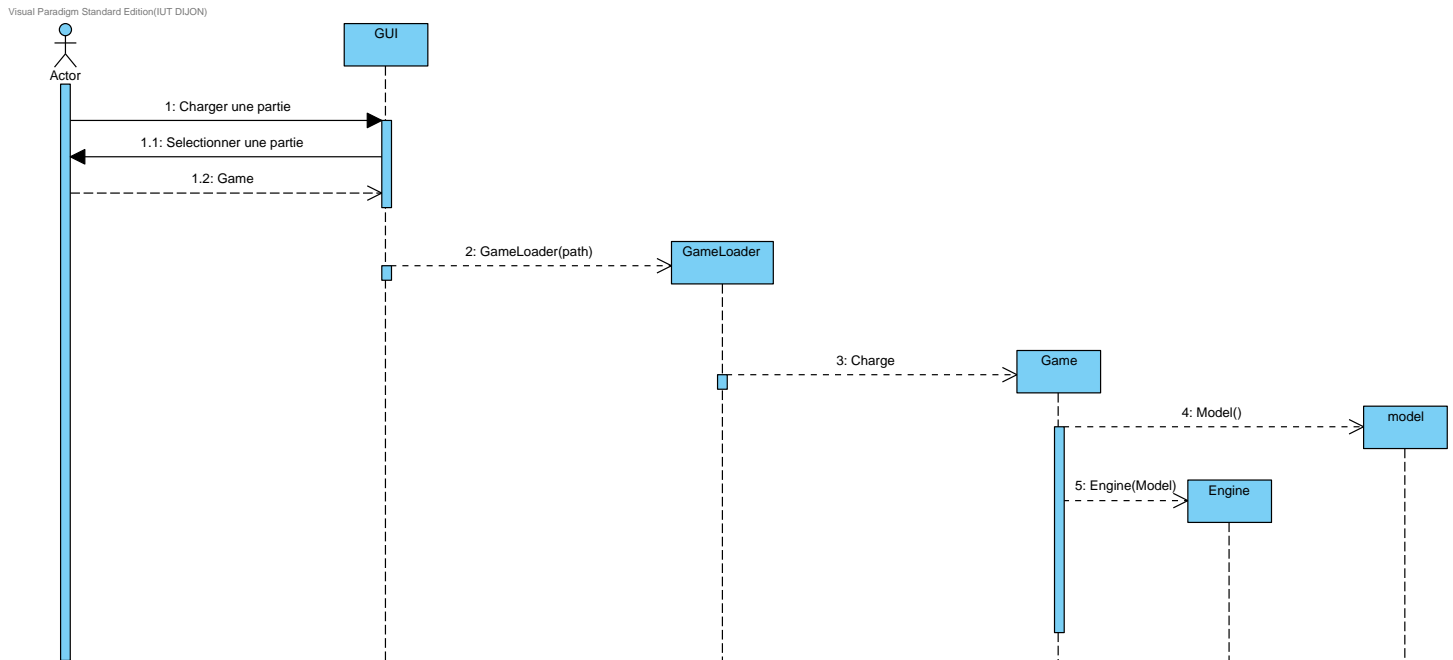 Visual Paradigm Standard Edition(IUT DIJON)
GUI
Actor
1: Charger une partie
1.1: Selectionner une partie
1.2: Game
2: GameLoader(path)
GameLoader
3: Charge
Game
4: Model()
model
5: Engine(Model)
Engine